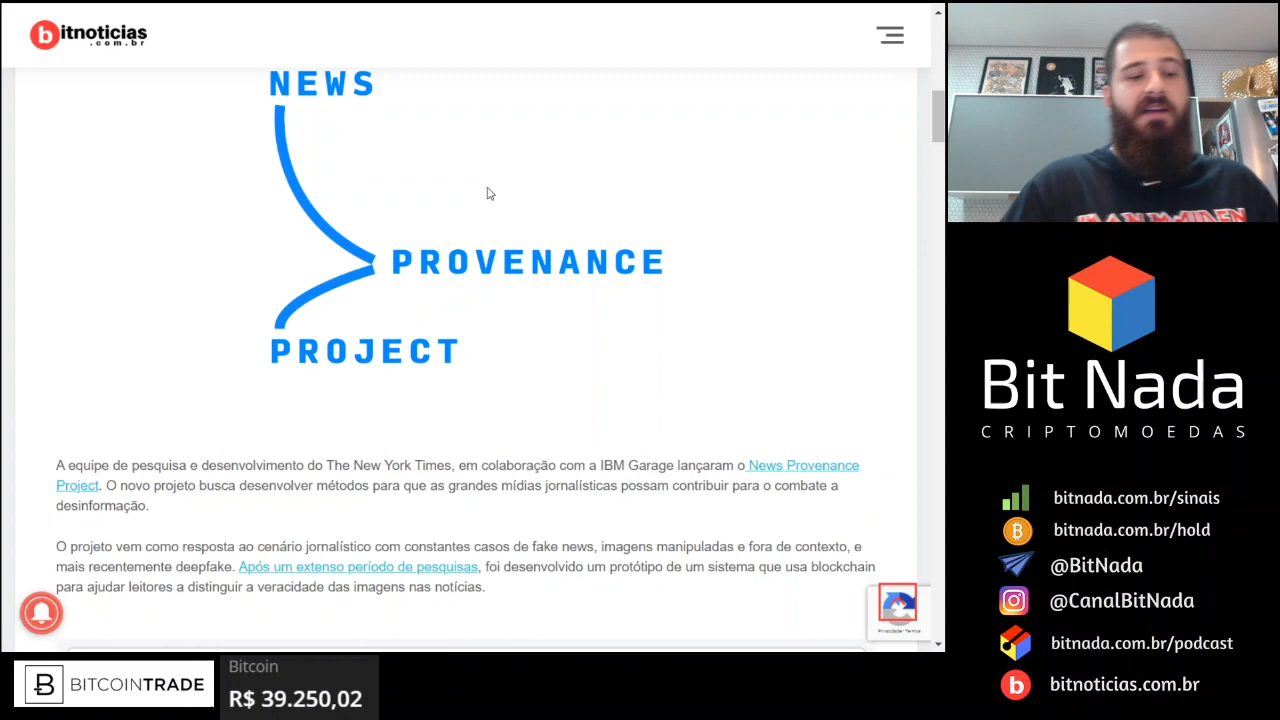 bitnoticias
.com.br
NEWS
PROVENANCE
PROJECT
A equipe de pesquisa e desenvolvimento do The New York Times, em colaboração com a IBM Garage lançaram o News Provenance
Project. O novo projeto busca desenvolver métodos para que as grandes mídias jornalísticas possam contribuir para o combate a
desinformação.
O projeto vem como resposta ao cenário jornalístico com constantes casos de fake news, imagens manipuladas e fora de contexto, e
mais recentemente deepfake. Após um extenso período de pesquisas, foi desenvolvido um protótipo de um sistema que usa blockchain
para ajudar leitores a distinguir a veracidade das imagens nas notícias.
Privacidade - Termos
BITCOINTRADE
Bitcoin
R$ 39.250,02
IRON MAIDEN
Bit Nada
CRIPTOMOEDAS
bitnada.com.br/sinais
bitnada.com.br/hold
@BitNada
@CanalBitNada
bitnada.com.br/podcast
bitnoticias.com.br